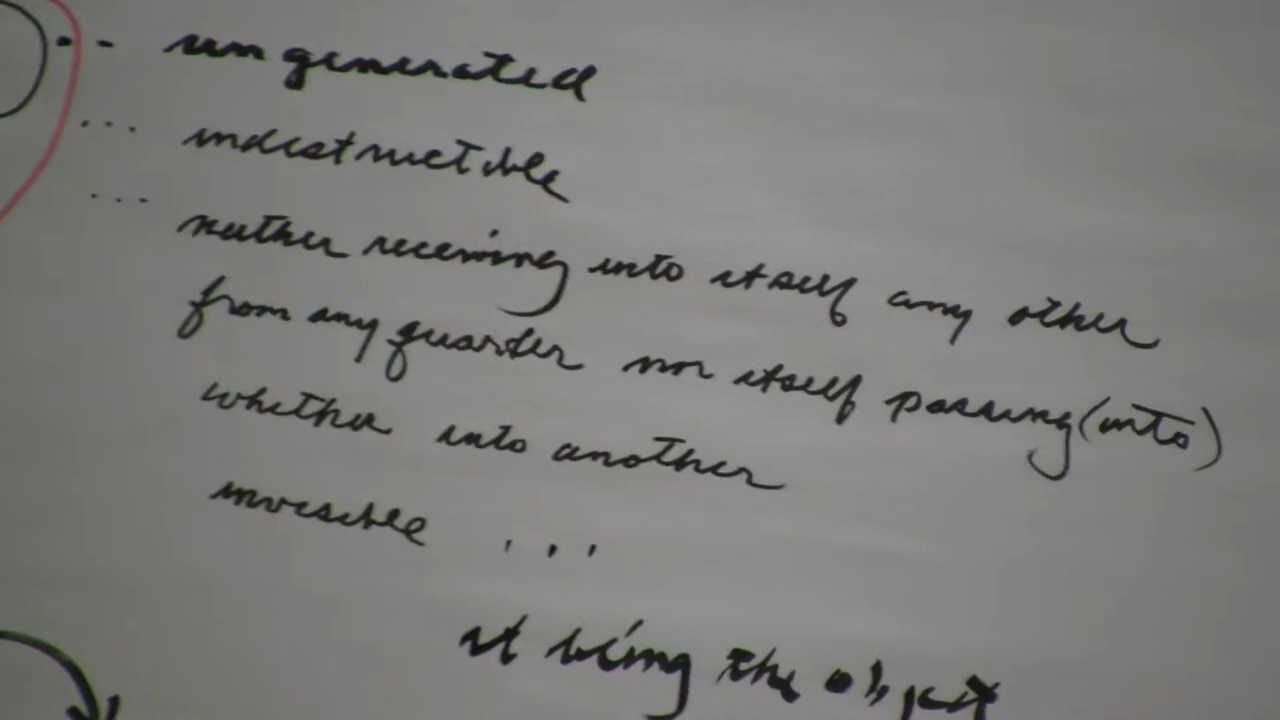 -- ungenerated
... indestructible
... neither receiving into itself any other
from any quarter nor itself passing (into)
whether into another
invisible ...
it being the object